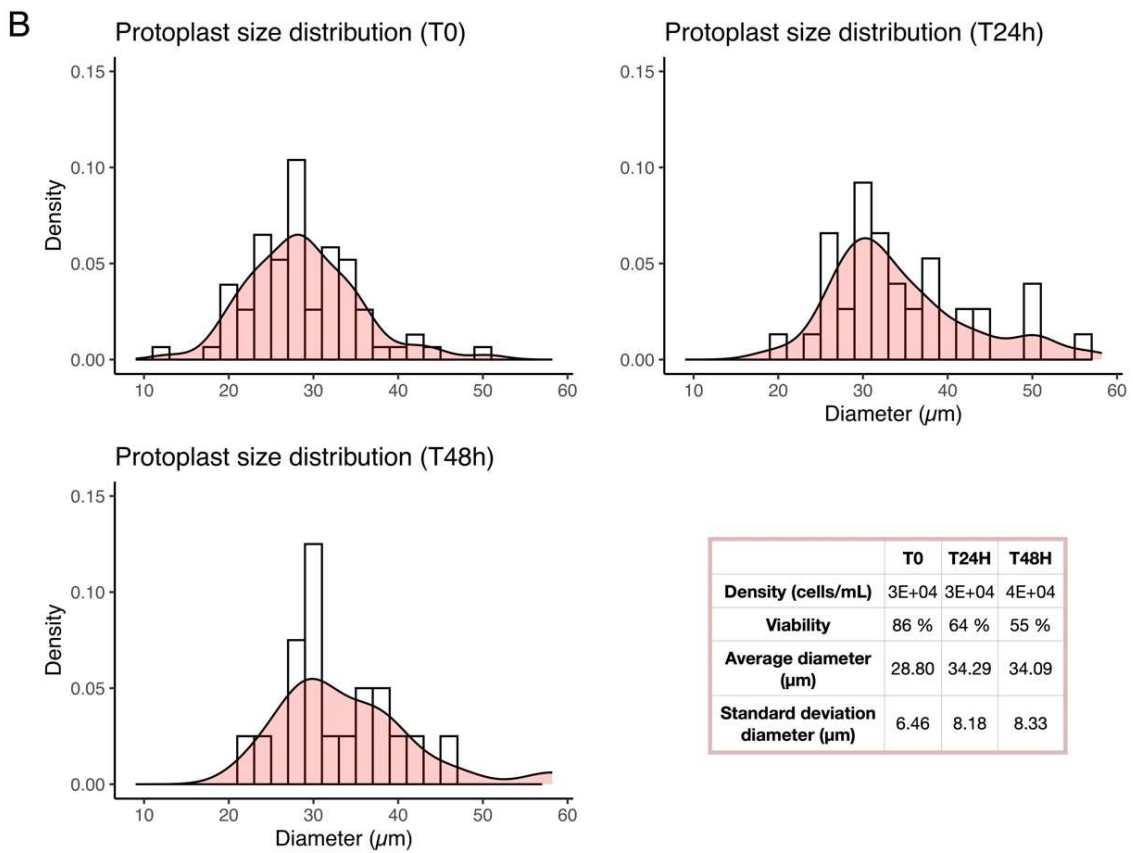 B
Protoplast size distribution (T0)
0.15
0.10
0.05
0.00
Density
10 20 30 40 50 60
Protoplast size distribution (T24h)
0.15
0.10
0.05
0.00
10 20 30 40 50 60
Diameter (µm)
Protoplast size distribution (T48h)
0.15
0.10
0.05
0.00
Density
10 20 30 40 50 60
Diameter (µm)
T0 T24H T48H
Density (cells/mL) 3E+04 3E+04 4E+04
Viability 86 % 64 % 55 %
Average diameter
(µm) 28.80 34.29 34.09
Standard deviation
diameter (µm) 6.46 8.18 8.33